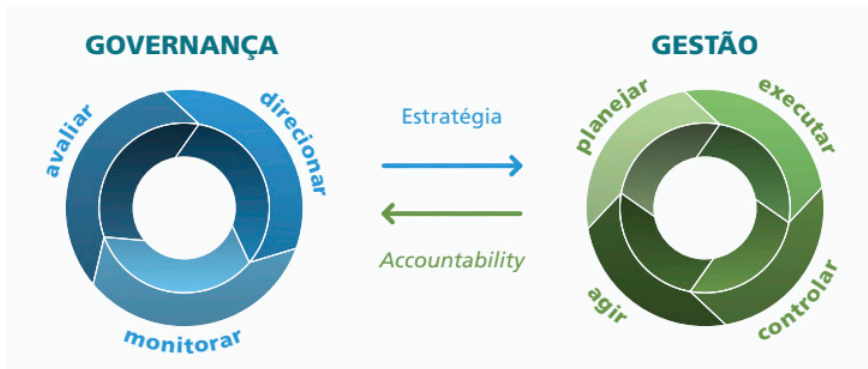 GOVERNANÇA
avaliar
direcionar
monitorar
Estratégia
Accountability
GESTÃO
planejar
executar
controlar
agir